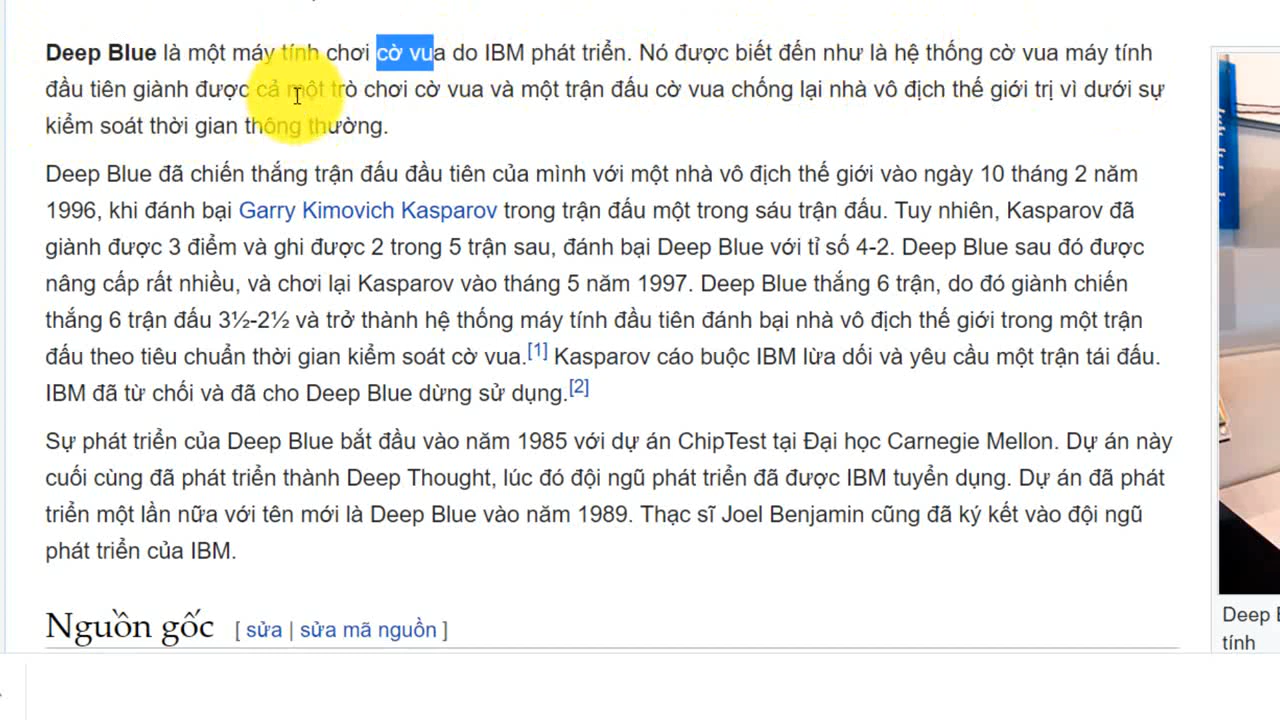 Deep Blue là một máy tính chơi cờ vua do IBM phát triển. Nó được biết đến như là hệ thống cờ vua máy tính
đầu tiên giành được cả một trò chơi cờ vua và một trận đấu cờ vua chống lại nhà vô địch thế giới trị vì dưới sự
kiểm soát thời gian thông thường.
Deep Blue đã chiến thắng trận đấu đầu tiên của mình với một nhà vô địch thế giới vào ngày 10 tháng 2 năm
1996, khi đánh bại Garry Kimovich Kasparov trong trận đấu một trong sáu trận đấu. Tuy nhiên, Kasparov đã
giành được 3 điểm và ghi được 2 trong 5 trận sau, đánh bại Deep Blue với tỉ số 4-2. Deep Blue sau đó được
nâng cấp rất nhiều, và chơi lại Kasparov vào tháng 5 năm 1997. Deep Blue thắng 6 trận, do đó giành chiến
thắng 6 trận đấu 3½-2½ và trở thành hệ thống máy tính đầu tiên đánh bại nhà vô địch thế giới trong một trận
đấu theo tiêu chuẩn thời gian kiểm soát cờ vua.[1] Kasparov cáo buộc IBM lừa dối và yêu cầu một trận tái đấu.
IBM đã từ chối và đã cho Deep Blue dừng sử dụng.[2]
Sự phát triển của Deep Blue bắt đầu vào năm 1985 với dự án ChipTest tại Đại học Carnegie Mellon. Dự án này
cuối cùng đã phát triển thành Deep Thought, lúc đó đội ngũ phát triển đã được IBM tuyển dụng. Dự án đã phát
triển một lần nữa với tên mới là Deep Blue vào năm 1989. Thạc sĩ Joel Benjamin cũng đã ký kết vào đội ngũ
phát triển của IBM.
Nguồn gốc [ sửa | sửa mã nguồn ]
Deep
tính